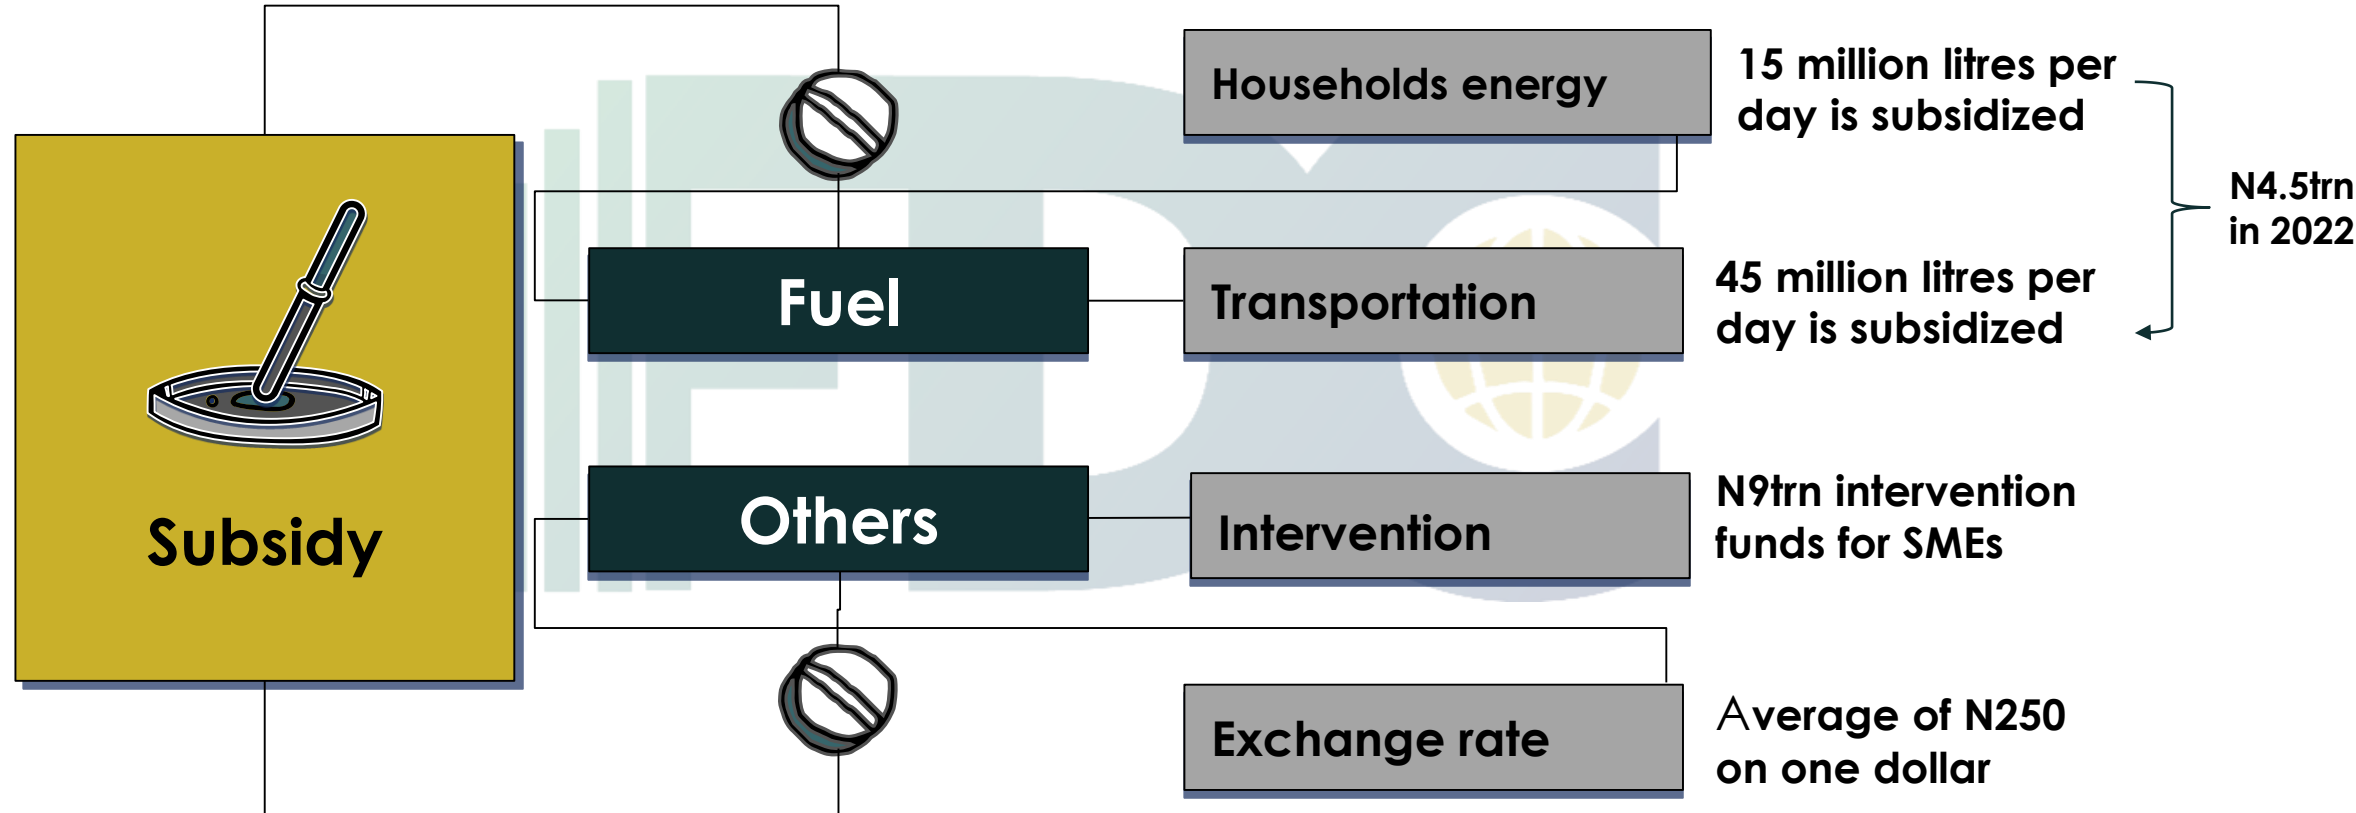 Subsidy
Fuel
Households energy
15 million litres per
day is subsidized
Transportation
45 million litres per
day is subsidized
N4.5trn
in 2022
Others
Intervention
N9trn intervention
funds for SMEs
Exchange rate
Average of N250
on one dollar
FDC